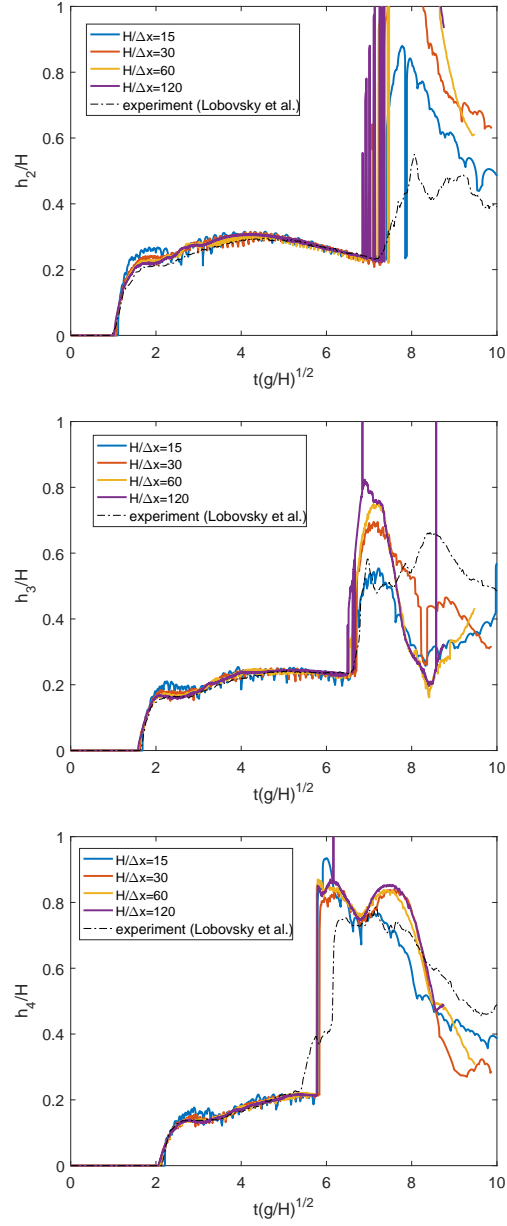 1
0.8
0.6
0.4
0.2
0
h2/H
H/Δx=15
H/Δx=30
H/Δx=60
H/Δx=120
experiment (Lobovsky et al.)
0 2 4 6 8 10
t(g/H)^1/2
1
0.8
0.6
0.4
0.2
0
h3/H
H/Δx=15
H/Δx=30
H/Δx=60
H/Δx=120
experiment (Lobovsky et al.)
0 2 4 6 8 10
t(g/H)^1/2
1
0.8
0.6
0.4
0.2
0
h4/H
H/Δx=15
H/Δx=30
H/Δx=60
H/Δx=120
experiment (Lobovsky et al.)
0 2 4 6 8 10
t(g/H)^1/2